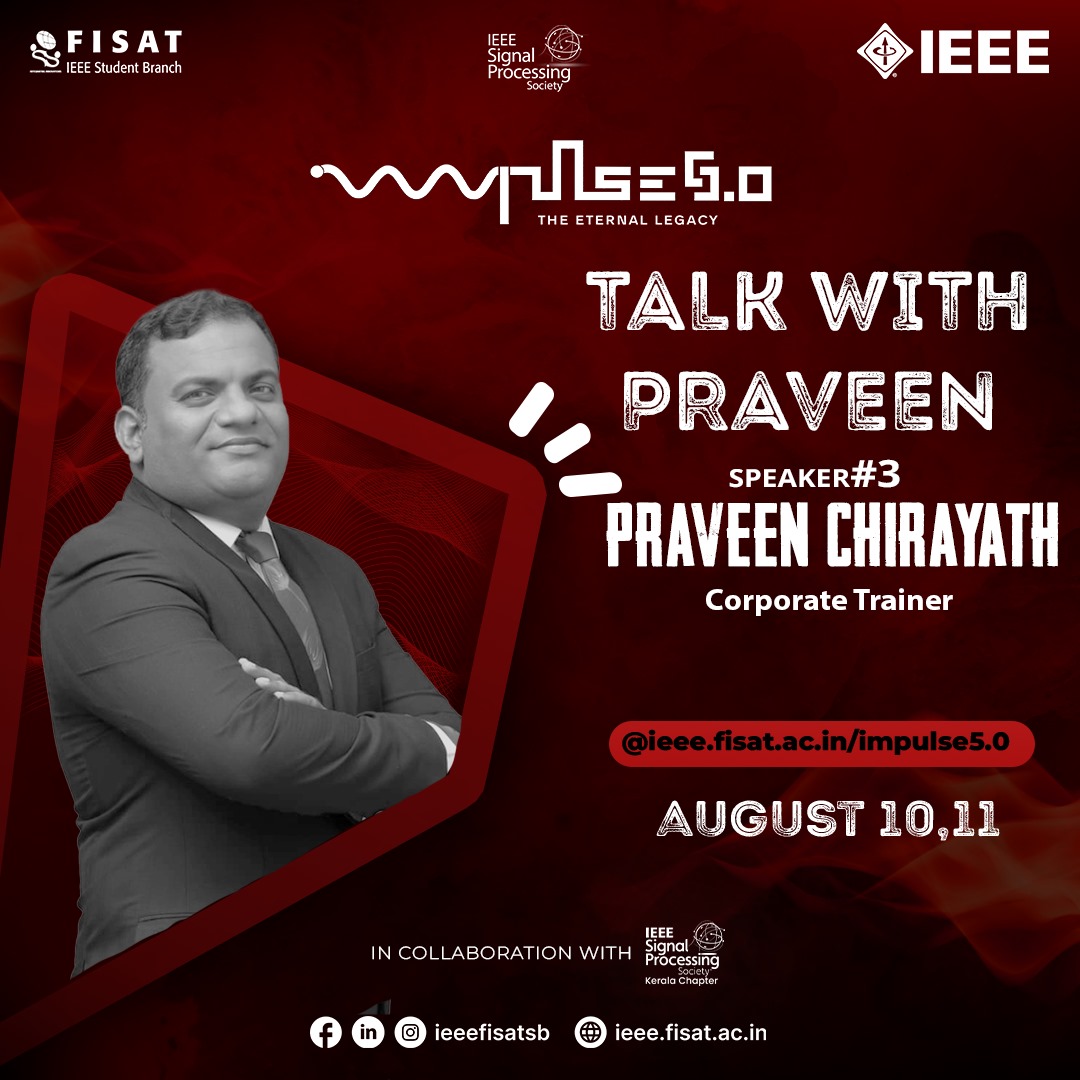 FISAT
IEEE Student Branch
IEEE
Signal
Processing
Society
IEEE
impulse5.0
THE ETERNAL LEGACY
TALK WITH
PRAVEEN
SPEAKER#3
PRAVEEN CHIRAYATH
Corporate Trainer
@ieee.fisat.ac.in/impulse5.0
AUGUST 10,11
IN COLLABORATION WITH
IEEE
Signal
Processing
Society
Kerala Chapter
ieeefisatsb
ieee.fisat.ac.in